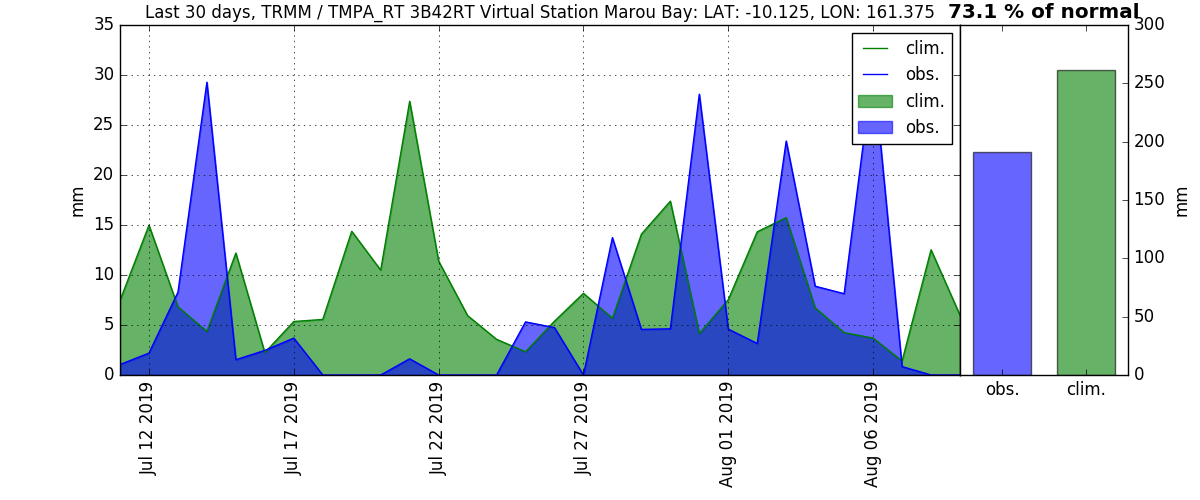 Last 30 days, TRMM / TMPA_RT 3B42RT Virtual Station Marou Bay: LAT: -10.125, LON: 161.375
73.1 % of normal
mm
35
30
25
20
15
10
5
0
Jul 12 2019
Jul 17 2019
Jul 22 2019
Jul 27 2019
Aug 01 2019
Aug 06 2019
clim.
obs.
clim.
obs.
300
250
200
150
100
50
0
mm
obs.
clim.